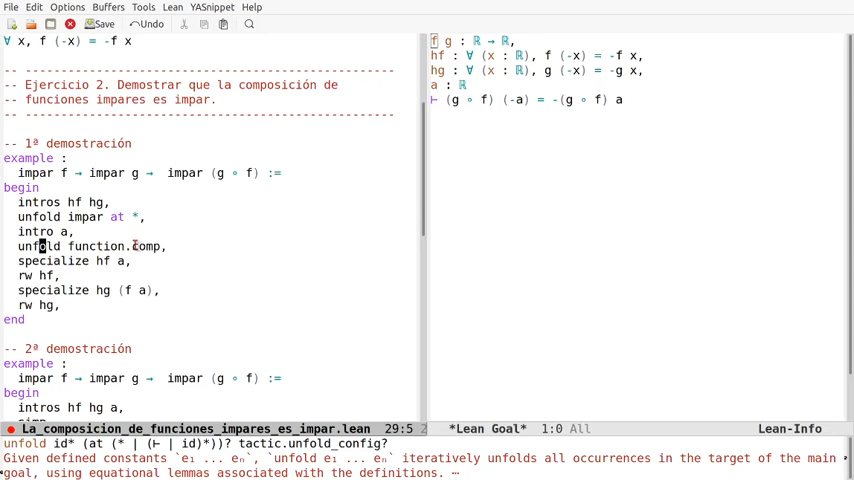 File Edit Options Buffers Tools Lean YASnippet Help
Save Undo
∀ x, f (-x) = -f x
-- ---------------------------------------------------
-- Ejercicio 2. Demostrar que la composición de
-- funciones impares es impar.
-- ---------------------------------------------------
-- 1ª demostración
example :
impar f → impar g → impar (g ∘ f) :=
begin
intros hf hg,
unfold impar at *,
intro a,
unfold function.comp,
specialize hf a,
rw hf,
specialize hg (f a),
rw hg,
end
-- 2ª demostración
example :
impar f → impar g → impar (g ∘ f) :=
begin
intros hf hg a,
La_composicion_de_funciones_impares_es_impar.lean 29:5
f g : ℝ → ℝ,
hf : ∀ (x : ℝ), f (-x) = -f x,
hg : ∀ (x : ℝ), g (-x) = -g x,
a : ℝ
⊢ (g ∘ f) (-a) = -(g ∘ f) a
*Lean Goal* 1:0 All Lean-Info
unfold id* (at (* | (⊢ | id)*))? tactic.unfold_config?
Given defined constants `e₁ ... eₙ`, `unfold e₁ ... eₙ` iteratively unfolds all occurrences in the target of the main
goal, using equational lemmas associated with the definitions. ⋯